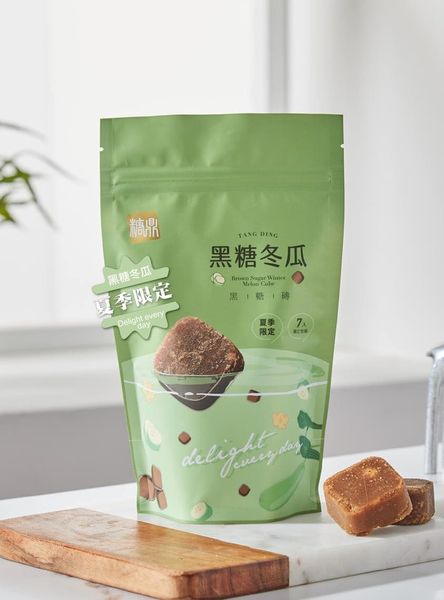 糖鼎
TANG DING
黑糖冬瓜
Brown Sugar Winter
Melon Cube
黑糖磚
黑糖冬瓜
夏季限定
Delight every
day
夏季
限定
7入
delight
every day